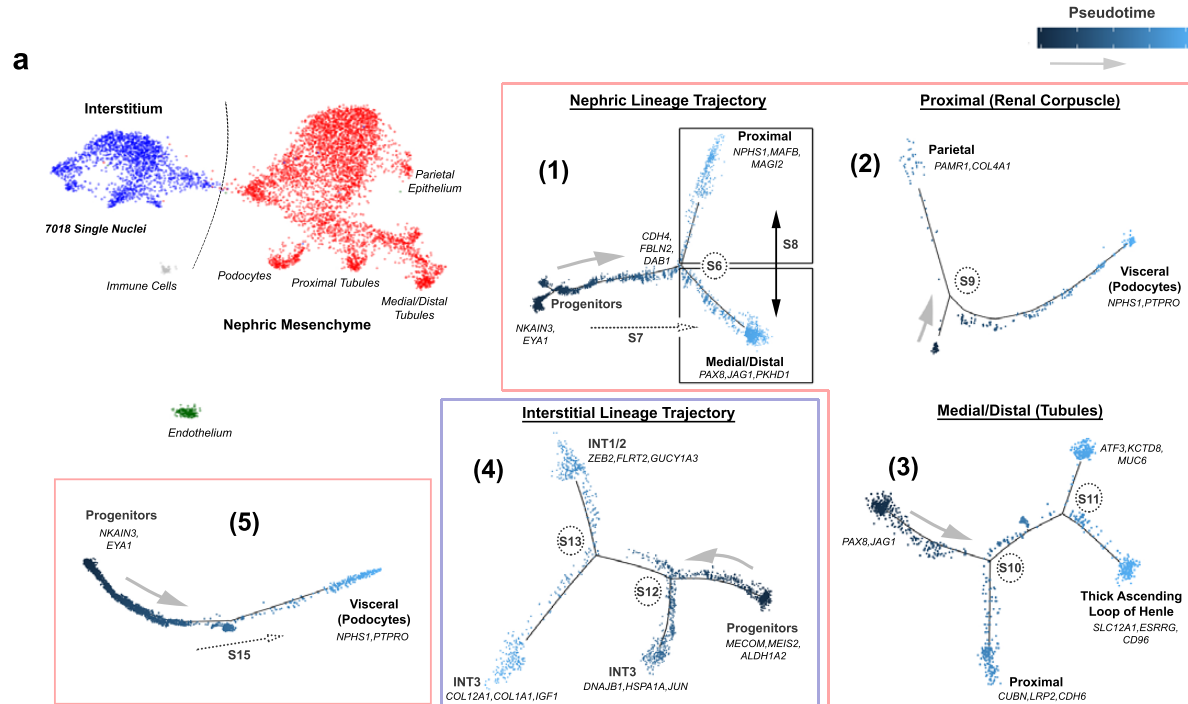 Pseudotime
a
Interstitium
7018 Single Nuclei
Immune Cells
Parietal
Epithelium
Podocytes
Proximal Tubules
Medial/Distal
Tubules
Nephric Mesenchyme
Endothelium
Nephric Lineage Trajectory
(1)
Proximal
NPHS1,MAFB,
MAGI2
CDH4,
FBLN2,
DAB1
S6
S8
Progenitors
NKAIN3,
EYA1
S7
Medial/Distal
PAX8,JAG1,PKHD1
Proximal (Renal Corpuscle)
(2)
Parietal
PAMR1,COL4A1
S9
Visceral
(Podocytes)
NPHS1,PTPRO
Medial/Distal (Tubules)
(3)
ATF3,KCTD8,
MUC6
S11
PAX8,JAG1
S10
Thick Ascending
Loop of Henle
SLC12A1,ESRRG,
CD96
Proximal
CUBN,LRP2,CDH6
Interstitial Lineage Trajectory
(4)
INT1/2
ZEB2,FLRT2,GUCY1A3
S13
S12
Progenitors
MECOM,MEIS2,
ALDH1A2
INT3
DNAJB1,HSPA1A,JUN
INT3
COL12A1,COL1A1,IGF1
(5)
Progenitors
NKAIN3,
EYA1
S15
Visceral
(Podocytes)
NPHS1,PTPRO